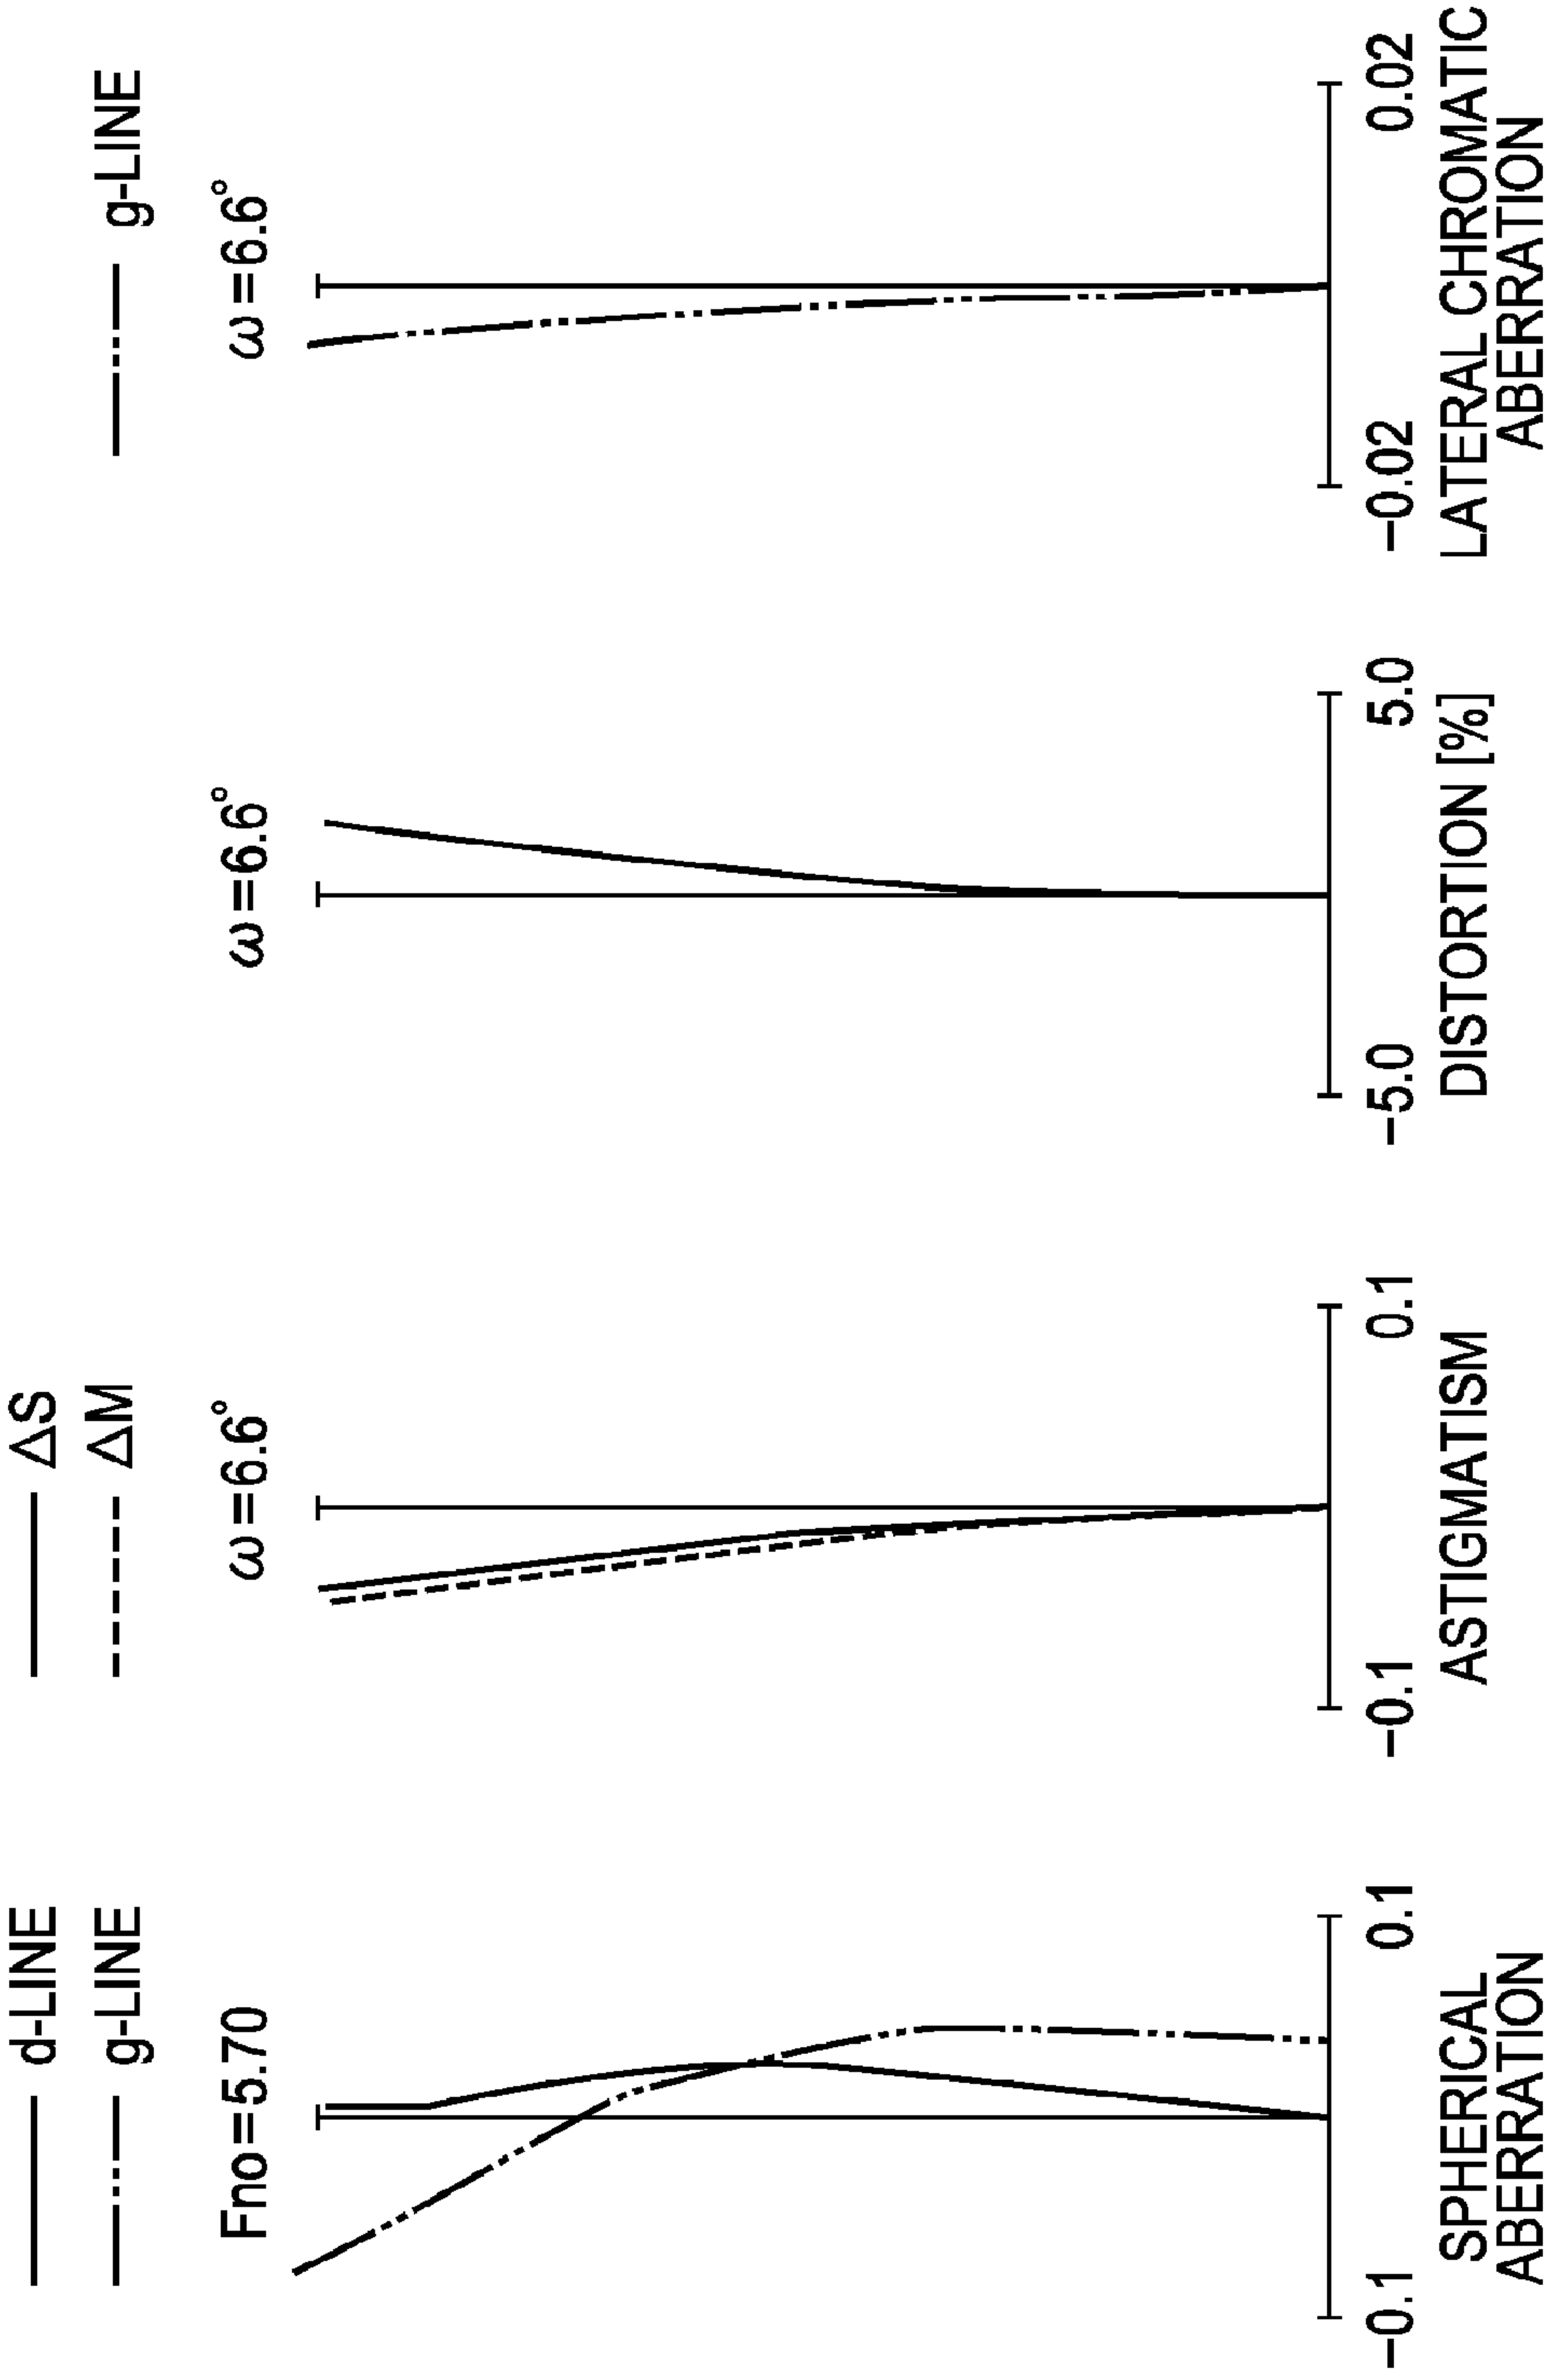 d-LINE
g-LINE
Fno=5.70
-0.1
0.1
SPHERICAL
ABERRATION
ΔS
ΔM
ω=6.6°
-0.1
0.1
ASTIGMATISM
ω=6.6°
-5.0
5.0
DISTORTION [%]
g-LINE
ω=6.6°
-0.02
0.02
LATERAL CHROMATIC
ABERRATION